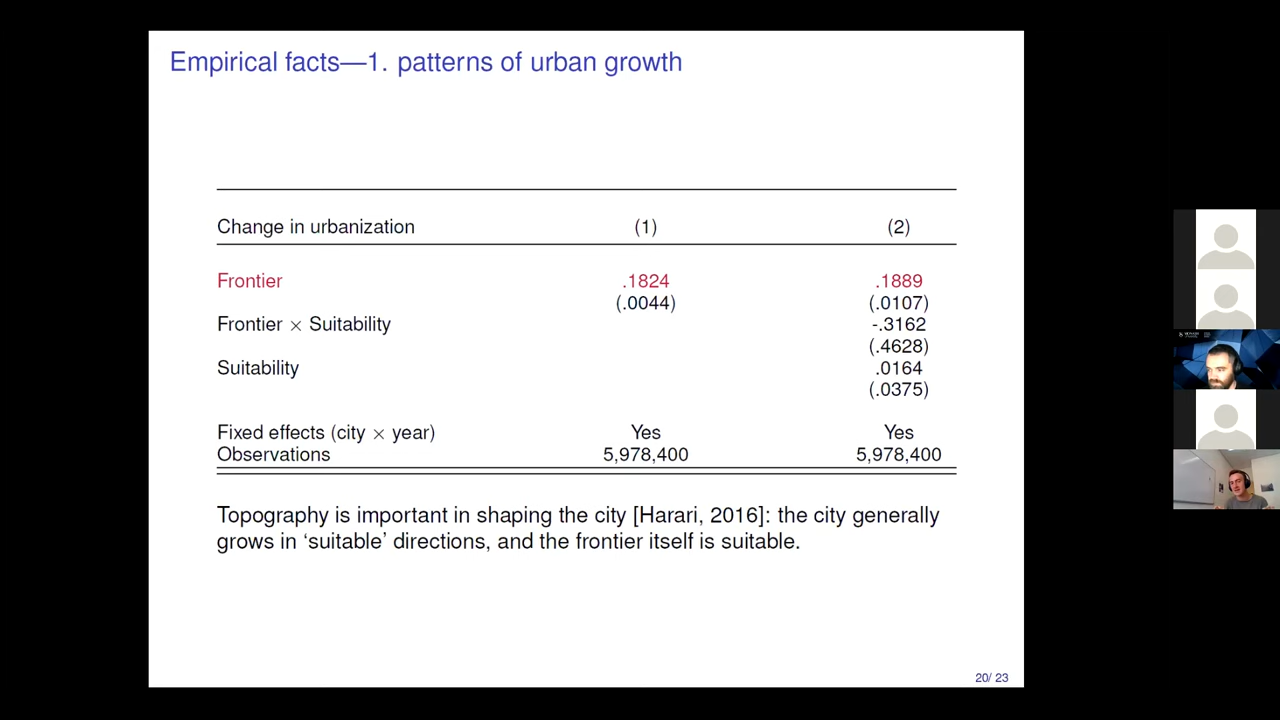 Empirical facts—1. patterns of urban growth
Change in urbanization (1) (2)
Frontier .1824 .1889
(.0044) (.0107)
Frontier × Suitability -.3162
(.4628)
Suitability .0164
(.0375)
Fixed effects (city × year) Yes Yes
Observations 5,978,400 5,978,400
Topography is important in shaping the city [Harari, 2016]: the city generally
grows in ‘suitable’ directions, and the frontier itself is suitable.
20/ 23